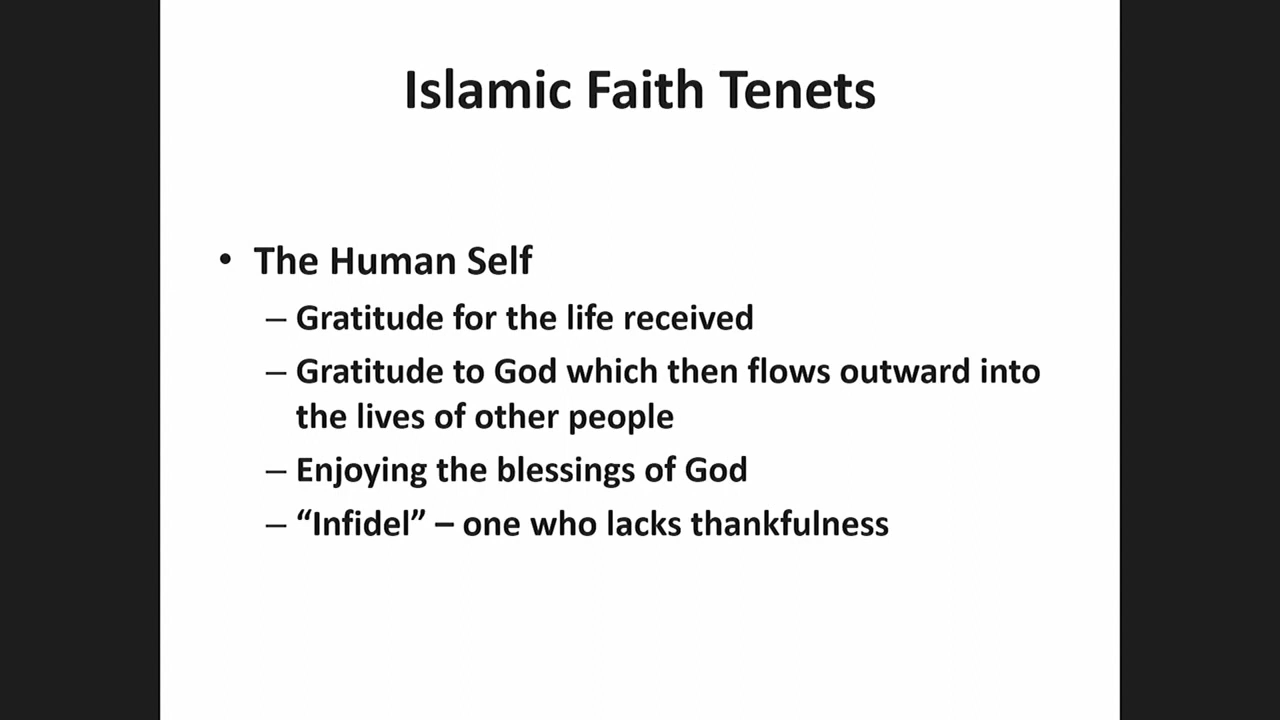 Islamic Faith Tenets
• The Human Self
– Gratitude for the life received
– Gratitude to God which then flows outward into
the lives of other people
– Enjoying the blessings of God
– “Infidel” – one who lacks thankfulness